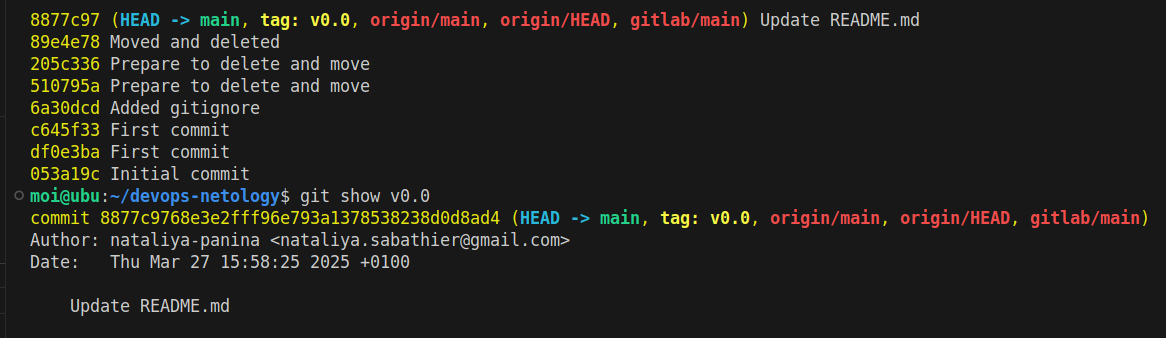 8877c97 (HEAD -> main, tag: v0.0, origin/main, origin/HEAD, gitlab/main) Update README.md
89e4e78 Moved and deleted
205c336 Prepare to delete and move
510795a Prepare to delete and move
6a30dcd Added gitignore
c645f33 First commit
df0e3ba First commit
053a19c Initial commit
moi@ubu:~/devops-netology$ git show v0.0
commit 8877c9768e3e2fff96e793a1378538238d0d8ad4 (HEAD -> main, tag: v0.0, origin/main, origin/HEAD, gitlab/main)
Author: nataliya-panina <nataliya.sabathier@gmail.com>
Date:   Thu Mar 27 15:58:25 2025 +0100
    Update README.md